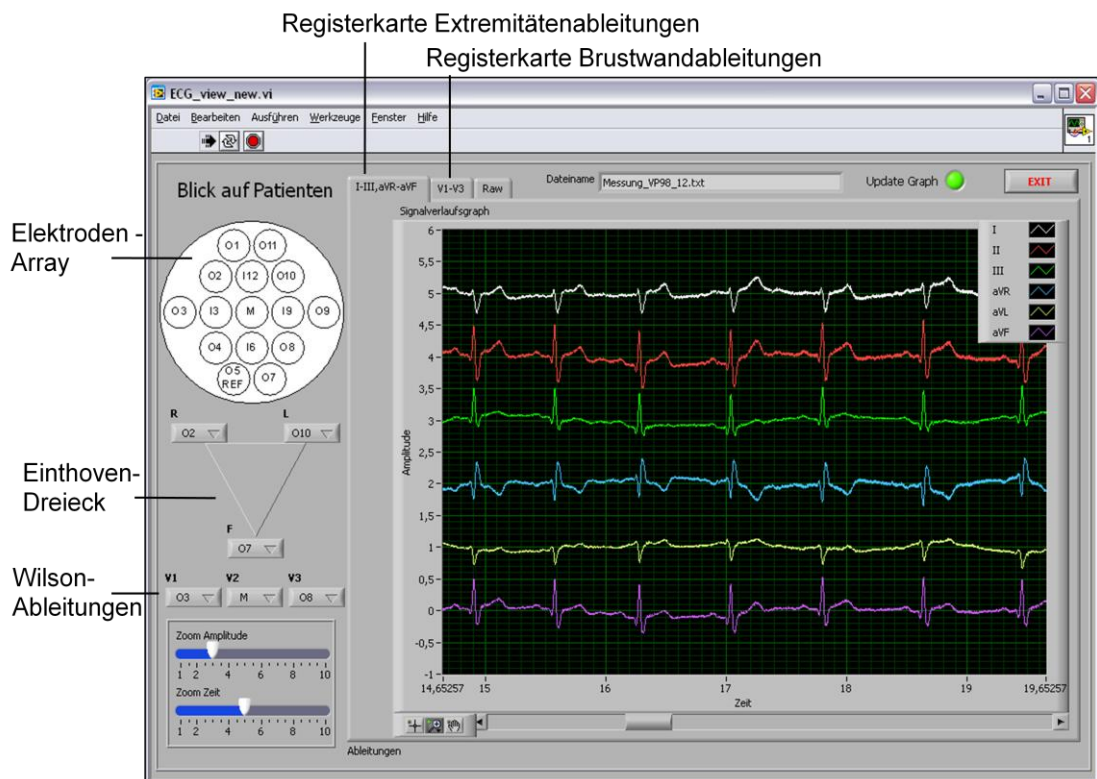 Registerkarte Extremitätenableitungen
Registerkarte Brustwandableitungen
ECG_view_new.vi
Datei Bearbeiten Ausführen Werkzeuge Fenster Hilfe
1
Blick auf Patienten
I-III,aVR-aVF V1-V3 Raw
Dateiname Messung_VP98_12.txt
Update Graph
EXIT
Elektroden -
Array
O1 O11
O2 I12 O10
O3 I3 M I9 O9
O4 I6 O8
O5
REF O7
R L
O2 O10
Einthoven-
Dreieck
F
O7
Wilson-
Ableitungen
V1 V2 V3
O3 M O8
Zoom Amplitude
1 2 4 6 8 10
Zoom Zeit
1 2 4 6 8 10
Signalverlaufsgraph
Amplitude
6
5,5
5
4,5
4
3,5
3
2,5
2
1,5
1
0,5
0
-0,5
-1
14,65257 15 16 17 18 19 19,65257
Zeit
I
II
III
aVR
aVL
aVF
Ableitungen